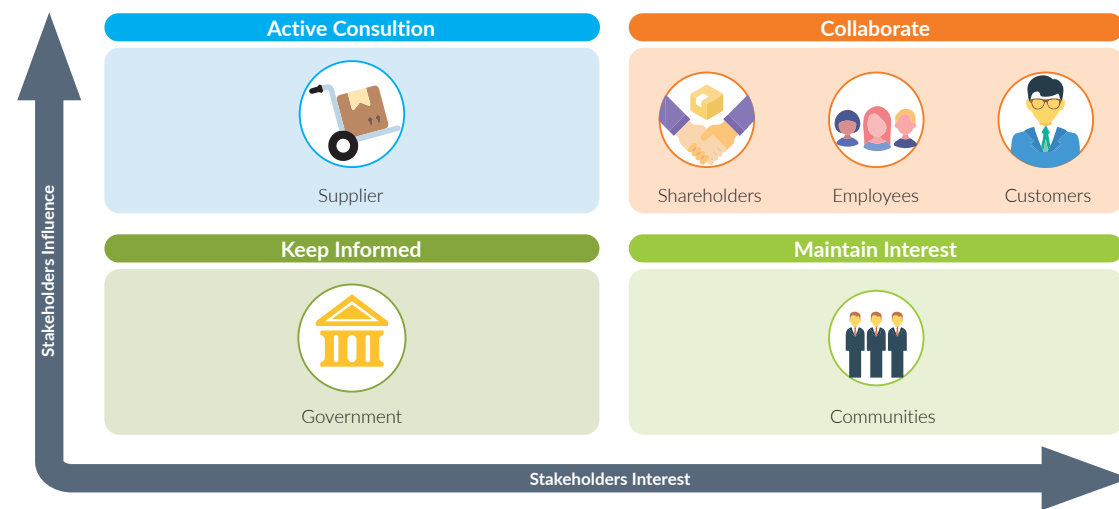 Active Consultion
Collaborate
Supplier
Shareholders
Employees
Customers
Keep Informed
Maintain Interest
Government
Communities
Stakeholders Influence
Stakeholders Interest